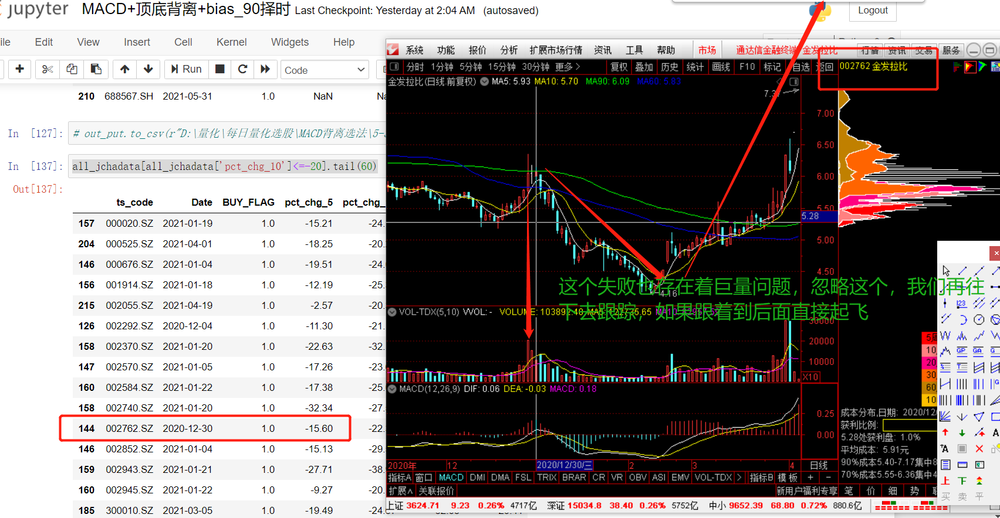 jupyter MACD+顶底背离+bias_90择时 Last Checkpoint: Yesterday at 2:04 AM (autosaved)
Logout
Edit View Insert Cell Kernel Widgets Help
Run Code
210 688567.SH 2021-05-31 1.0 NaN
In [127]: # out_put.to_csv(r"D:\量化\每日量化选股\MACD背离选法\5-
In [137]: all_jchadata[all_jchadata['pct_chg_10']<=-20].tail(60)
Out[137]:
ts_code Date BUY_FLAG pct_chg_5 pct_chg_
157 000020.SZ 2021-01-19 1.0 -15.21 -24.
204 000525.SZ 2021-04-01 1.0 -18.25 -20.
146 000676.SZ 2021-01-04 1.0 -19.51 -24.
156 001914.SZ 2021-01-18 1.0 -12.19 -25.
215 002055.SZ 2021-04-19 1.0 -2.57 -20.
126 002292.SZ 2020-12-04 1.0 -11.30 -21.
158 002370.SZ 2021-01-20 1.0 -22.63 -32.
147 002570.SZ 2021-01-05 1.0 -17.26 -23.
160 002584.SZ 2021-01-22 1.0 -17.38 -25.
158 002740.SZ 2021-01-20 1.0 -32.34 -27.
144 002762.SZ 2020-12-30 1.0 -15.60 -22.
146 002852.SZ 2021-01-04 1.0 -15.13 -29.
159 002943.SZ 2021-01-21 1.0 -27.71 -38.
160 002945.SZ 2021-01-22 1.0 -9.27 -20.
185 300010.SZ 2021-03-05 1.0 -19.49
系统 功能 报价 分析 扩展市场行情 资讯 工具 帮助 市场 通达信金融终端 金发拉比 行情 资讯 交易 服务
分时 1分钟 5分钟 15分钟 30分钟 更多 > 复权 叠加 历史 统计 画线 F10 标记 自选 返回 002762 金发拉比
金发拉比(日线.前复权) MA5: 5.93 MA10: 5.70 MA90: 6.09 MA60: 5.83
7.00
6.50
6.00
5.50
5.28
5.00
4.50
4.16
这个失败也存在着巨量问题，忽略这个，我们再往
下去跟踪，如果跟着到后面直接起飞
VOL-TDX(5,10) VVOL: - VOLUME: 103892.48
30000
20000
10000
X10
MACD(12,26,9) DIF: 0.06 DEA: -0.03 MACD: 0.18
0.25
0.00
2020年 12 2020/12/30/三 2 3 4 日线
指标A 窗口 MACD DMI DMA FSL TRIX BRAR CR VR OBV ASI EMV VOL-TDX > 指标B 模板 + −
扩展∧ 关联报价 新用户福利专享 笔 价 细 势
成本分布,日期: 2020/12/
获利比例:
5.28处获利盘: 1.0%
平均成本: 5.91元
90%成本5.40-7.17集中
70%成本5.55-6.36集中
买 卖 平
上证 3624.71 9.23 0.26% 4717亿 深证 15034.8 38.40 0.26% 5752亿 中小 9652.39 68.80 0.72% 880.6亿